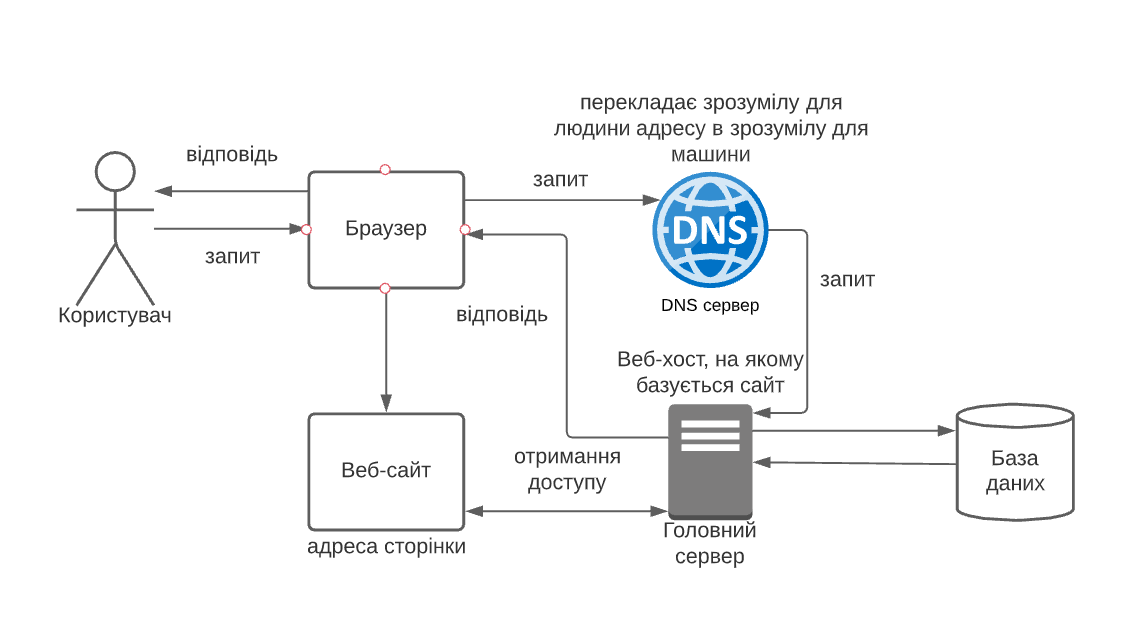 перекладає зрозумілу для
людини адресу в зрозумілу для
машини
відповідь
запит
Браузер
DNS
запит
Користувач
відповідь
DNS сервер
запит
Веб-хост, на якому
базується сайт
Веб-сайт
отримання
доступу
База
даних
адреса сторінки
Головний
сервер